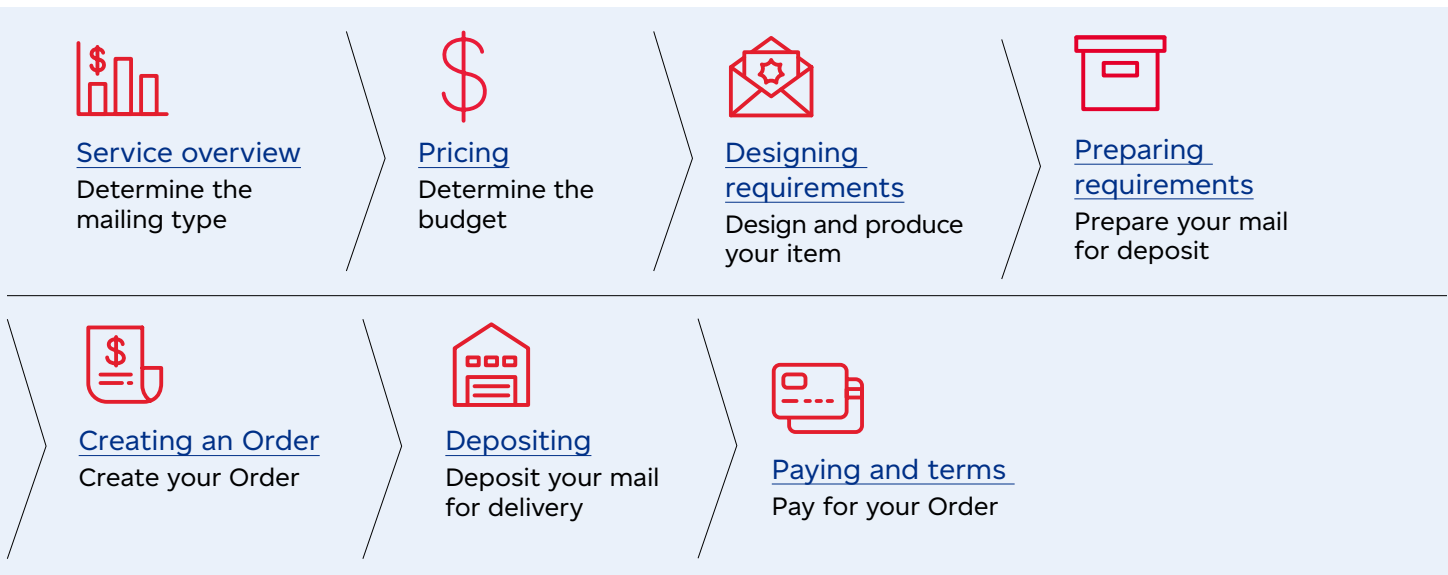 $
Service overview
Determine the
mailing type
$
Pricing
Determine the
budget
Designing
requirements
Design and produce
your item
Preparing
requirements
Prepare your mail
for deposit
$
Creating an Order
Create your Order
Depositing
Deposit your mail
for delivery
Paying and terms
Pay for your Order